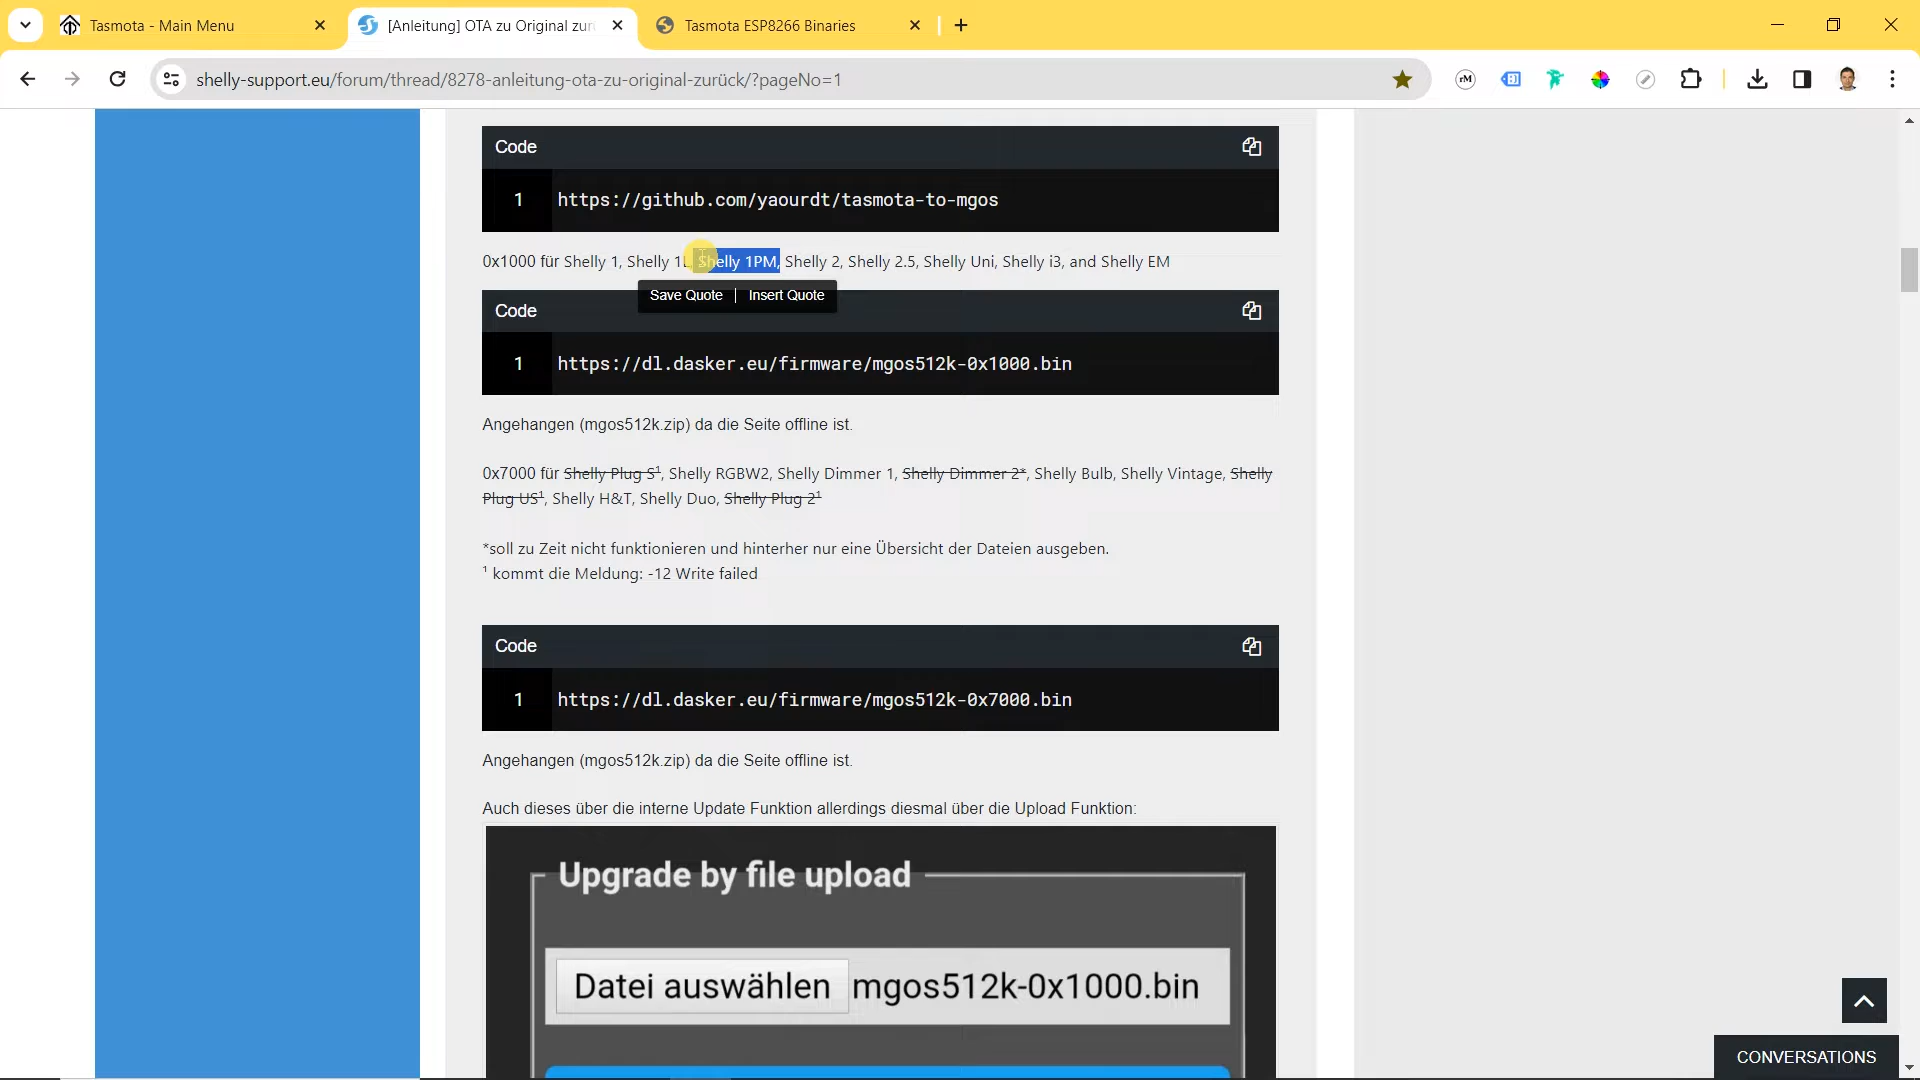 Tasmota - Main Menu
[Anleitung] OTA zu Original zur
Tasmota ESP8266 Binaries
shelly-support.eu/forum/thread/8278-anleitung-ota-zu-original-zurück/?pageNo=1
Code
1 https://github.com/yaourdt/tasmota-to-mgos
0x1000 für Shelly 1, Shelly 1L, Shelly 1PM, Shelly 2, Shelly 2.5, Shelly Uni, Shelly i3, and Shelly EM
Save Quote | Insert Quote
Code
1 https://dl.dasker.eu/firmware/mgos512k-0x1000.bin
Angehangen (mgos512k.zip) da die Seite offline ist.
0x7000 für Shelly Plug S¹, Shelly RGBW2, Shelly Dimmer 1, Shelly Dimmer 2*, Shelly Bulb, Shelly Vintage, Shelly
Plug US¹, Shelly H&T, Shelly Duo, Shelly Plug 2¹
*soll zu Zeit nicht funktionieren und hinterher nur eine Übersicht der Dateien ausgeben.
¹ kommt die Meldung: -12 Write failed
Code
1 https://dl.dasker.eu/firmware/mgos512k-0x7000.bin
Angehangen (mgos512k.zip) da die Seite offline ist.
Auch dieses über die interne Update Funktion allerdings diesmal über die Upload Funktion:
Upgrade by file upload
Datei auswählen mgos512k-0x1000.bin
CONVERSATIONS